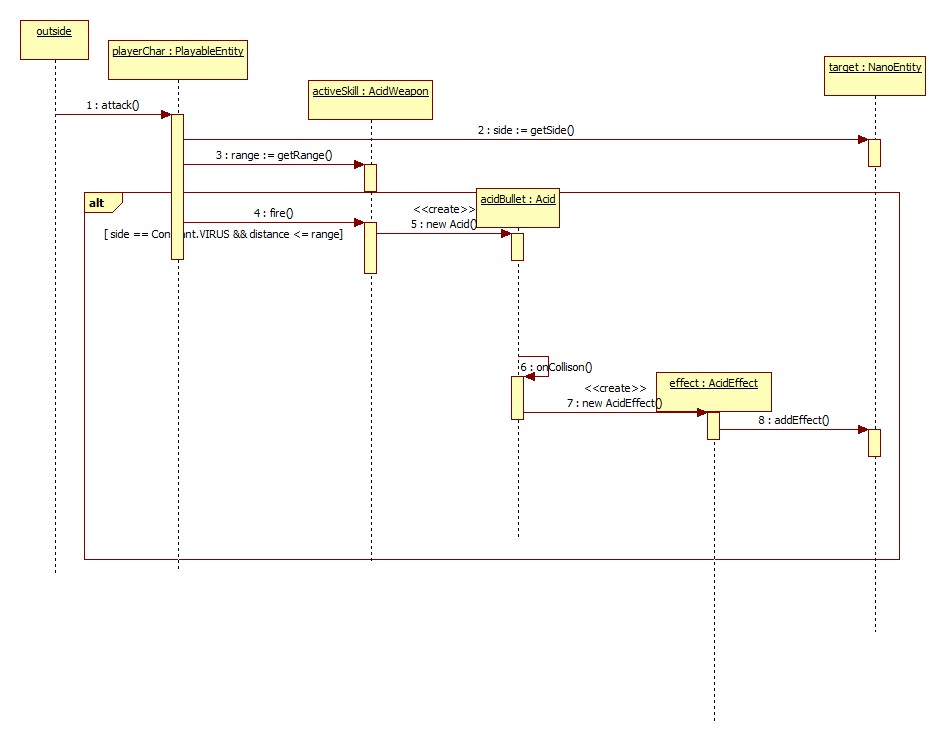 outside
playerChar : PlayableEntity
target : NanoEntity
activeSkill : AcidWeapon
1 : attack()
2 : side := getSide()
3 : range := getRange()
alt
acidBullet : Acid
4 : fire()
<<create>>
5 : new Acid()
[ side == Con ant.VIRUS && distance <= range]
6 : onCollison()
effect : AcidEffect
<<create>>
7 : new AcidEffect()
8 : addEffect()